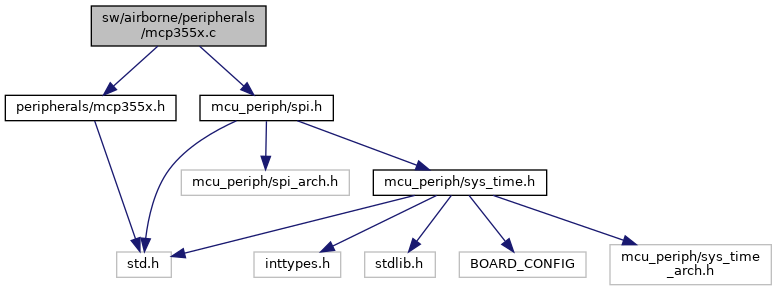 sw/airborne/peripherals
/mcp355x.c
peripherals/mcp355x.h
mcu_periph/spi.h
mcu_periph/spi_arch.h
mcu_periph/sys_time.h
std.h
inttypes.h
stdlib.h
BOARD_CONFIG
mcu_periph/sys_time
_arch.h